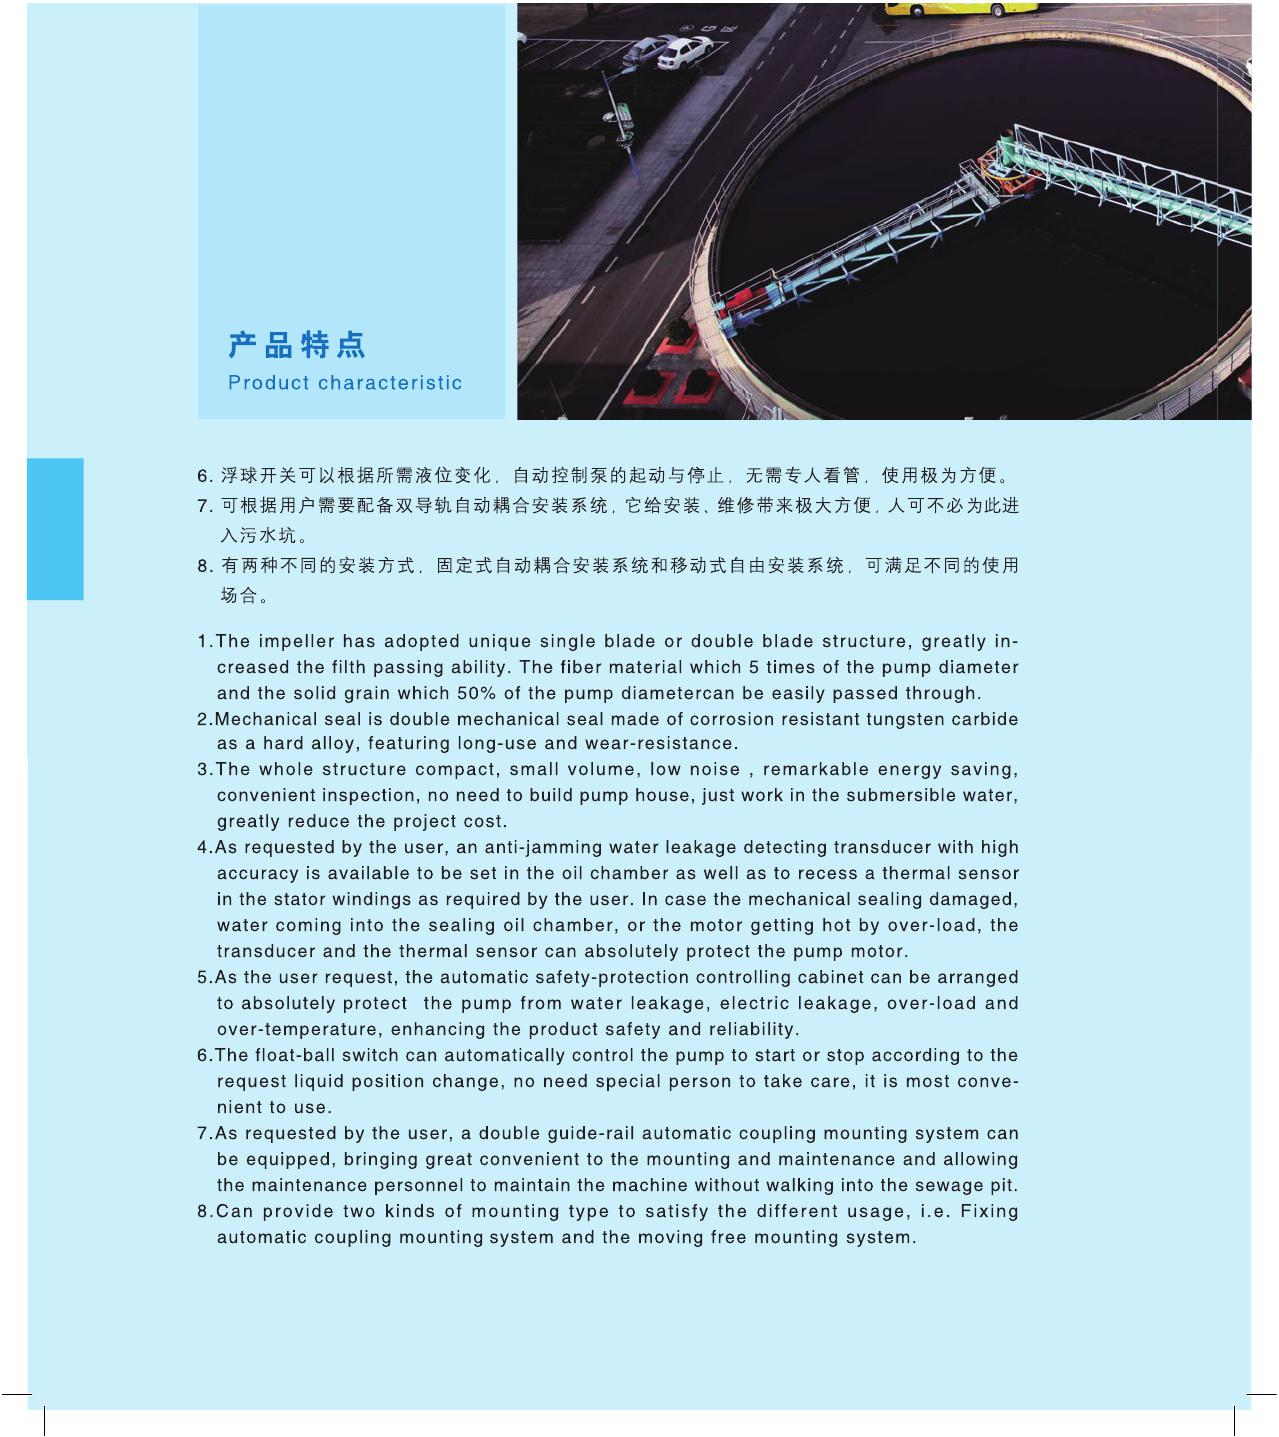 产品特点
Product characteristic
6. 浮球开关可以根据所需液位变化，自动控制泵的起动与停止，无需专人看管，使用极为方便。
7. 可根据用户需要配备双导轨自动耦合安装系统，它给安装、维修带来极大方便，人可不必为此进
入污水坑。
8. 有两种不同的安装方式，固定式自动耦合安装系统和移动式自由安装系统，可满足不同的使用
场合。
1.The impeller has adopted unique single blade or double blade structure, greatly in-
creased the filth passing ability. The fiber material which 5 times of the pump diameter
and the solid grain which 50% of the pump diametercan be easily passed through.
2.Mechanical seal is double mechanical seal made of corrosion resistant tungsten carbide
as a hard alloy, featuring long-use and wear-resistance.
3.The whole structure compact, small volume, low noise , remarkable energy saving,
convenient inspection, no need to build pump house, just work in the submersible water,
greatly reduce the project cost.
4.As requested by the user, an anti-jamming water leakage detecting transducer with high
accuracy is available to be set in the oil chamber as well as to recess a thermal sensor
in the stator windings as required by the user. In case the mechanical sealing damaged,
water coming into the sealing oil chamber, or the motor getting hot by over-load, the
transducer and the thermal sensor can absolutely protect the pump motor.
5.As the user request, the automatic safety-protection controlling cabinet can be arranged
to absolutely protect the pump from water leakage, electric leakage, over-load and
over-temperature, enhancing the product safety and reliability.
6.The float-ball switch can automatically control the pump to start or stop according to the
request liquid position change, no need special person to take care, it is most conve-
nient to use.
7.As requested by the user, a double guide-rail automatic coupling mounting system can
be equipped, bringing great convenient to the mounting and maintenance and allowing
the maintenance personnel to maintain the machine without walking into the sewage pit.
8.Can provide two kinds of mounting type to satisfy the different usage, i.e. Fixing
automatic coupling mounting system and the moving free mounting system.